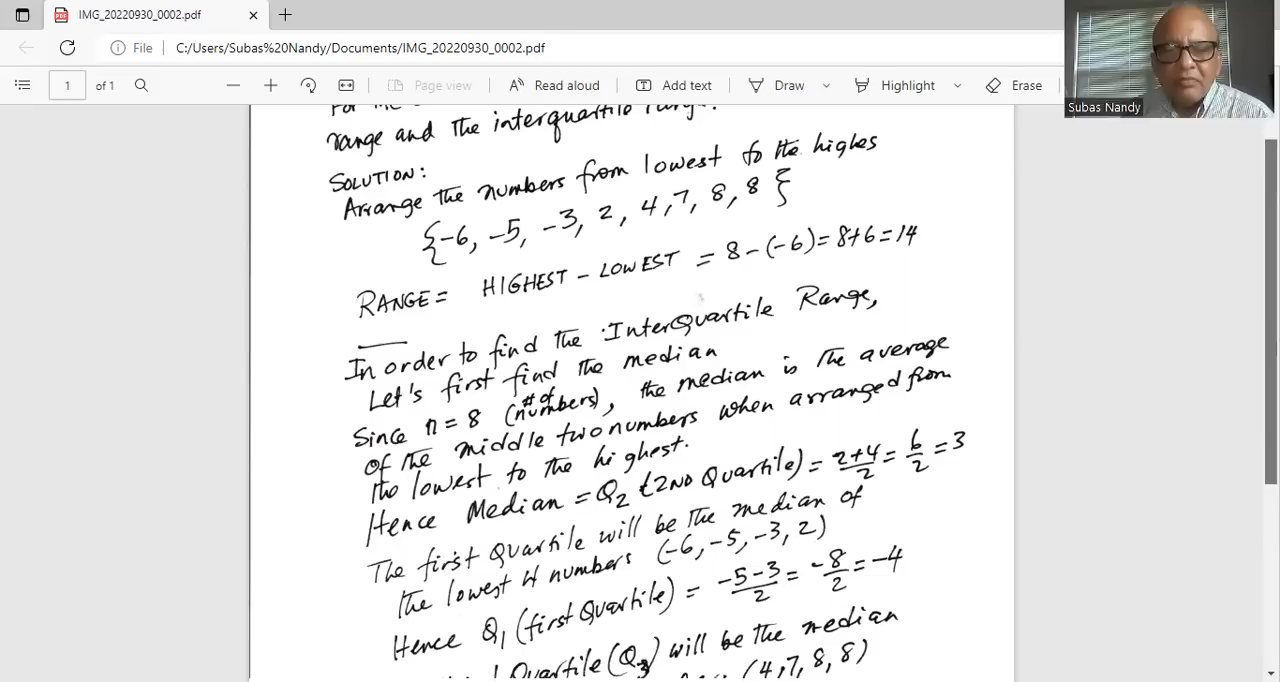 IMG_20220930_0002.pdf
File C:/Users/Subas%20Nandy/Documents/IMG_20220930_0002.pdf
1 of 1 Page view Read aloud Add text Draw Highlight Erase
Subas Nandy
range and The interquartile range.
SOLUTION:
Arrange the numbers from lowest to the highes
{-6, -5, -3, 2, 4, 7, 8, 8}
RANGE = HIGHEST - LOWEST = 8-(-6) = 8+6 = 14
In order to find the InterQuartile Range,
Let's first find the median
Since n = 8 (# of numbers), the median is the average
of the middle two numbers when arranged from
the lowest to the highest.
Hence Median = Q2 (2ND Quartile) = 2+4/2 = 6/2 = 3
The first Quartile will be the median of
the lowest 4 numbers (-6, -5, -3, 2)
Hence Q1 (first Quartile) = -5-3/2 = -8/2 = -4
Quartile (Q3) will be the median
(4, 7, 8, 8)